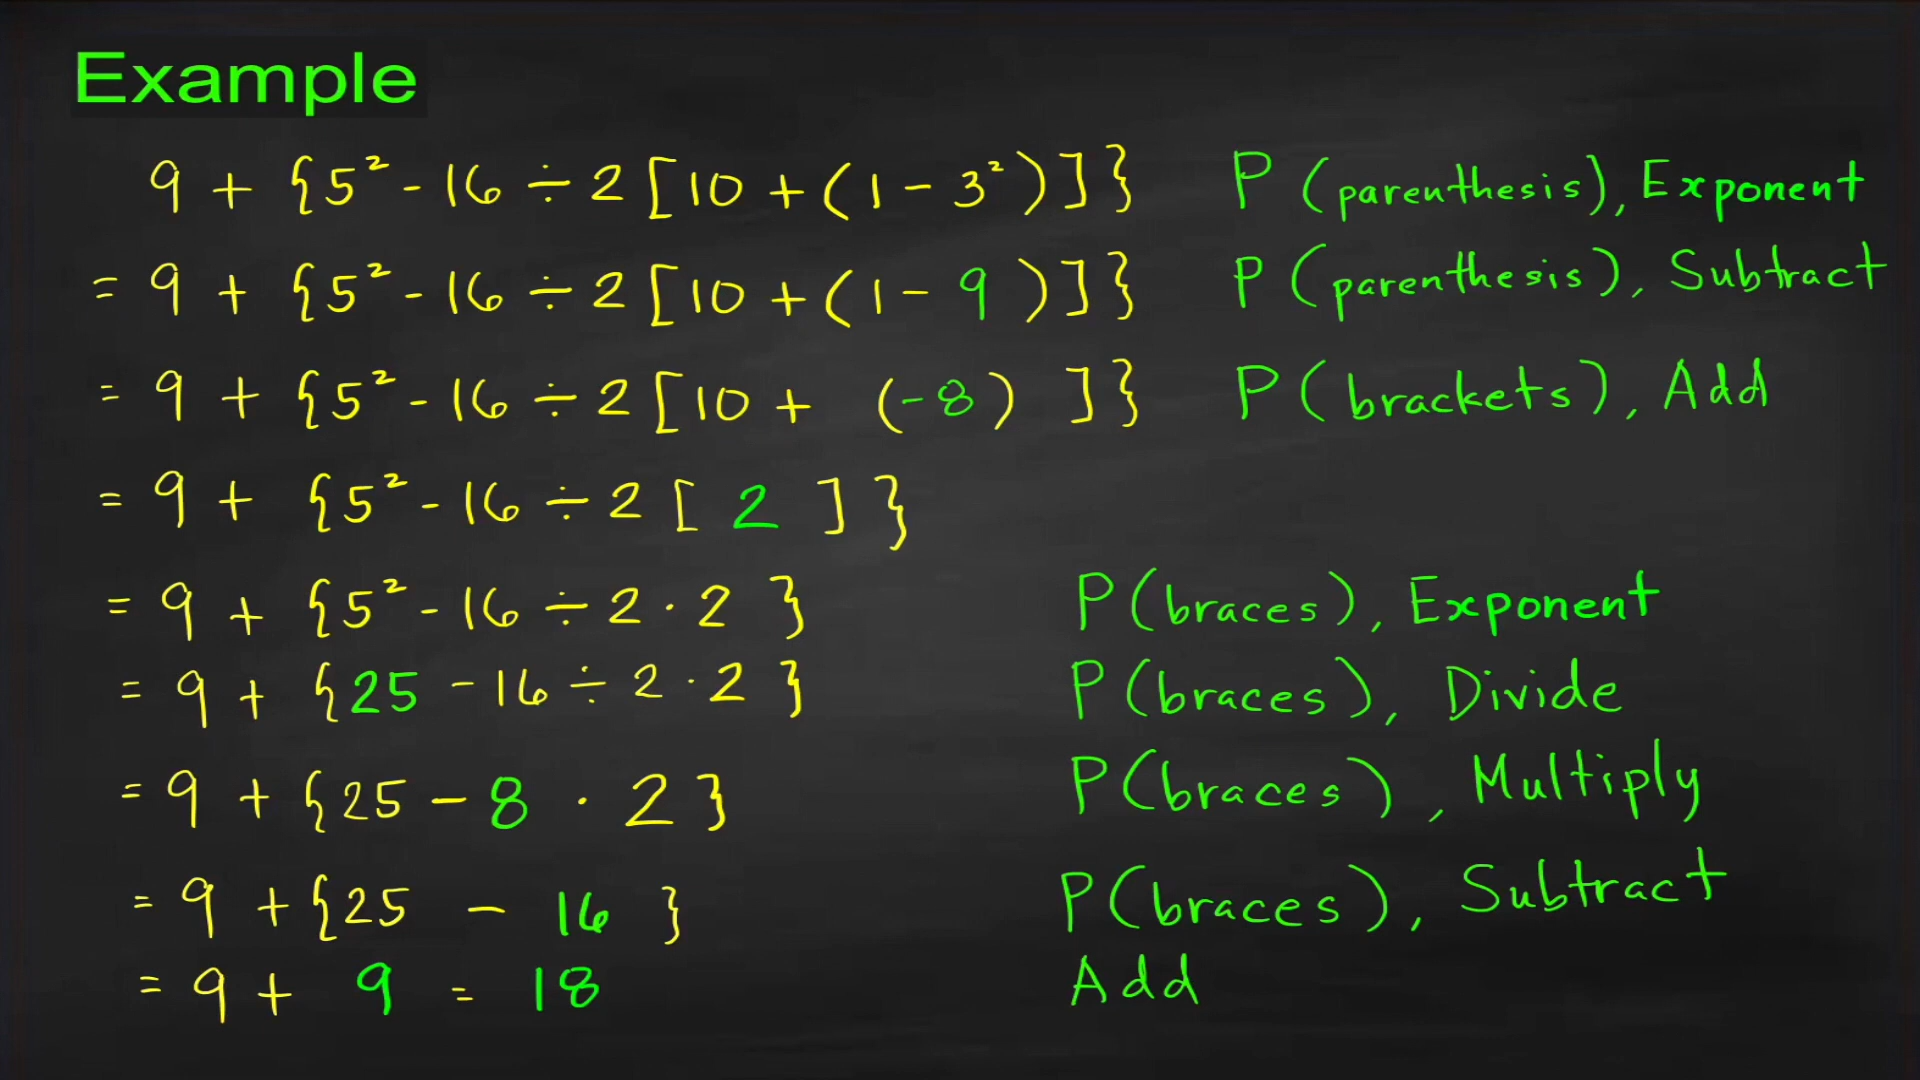 Example
9 + {5² - 16 ÷ 2 [10 + (1 - 3²)]} P (parenthesis), Exponent
= 9 + {5² - 16 ÷ 2 [10 + (1 - 9)]} P (parenthesis), Subtract
= 9 + {5² - 16 ÷ 2 [10 + (-8)]} P (brackets), Add
= 9 + {5² - 16 ÷ 2 [2]}
= 9 + {5² - 16 ÷ 2 · 2} P (braces), Exponent
= 9 + {25 - 16 ÷ 2 · 2} P (braces), Divide
= 9 + {25 - 8 · 2} P (braces), Multiply
= 9 + {25 - 16} P (braces), Subtract
= 9 + 9 = 18 Add